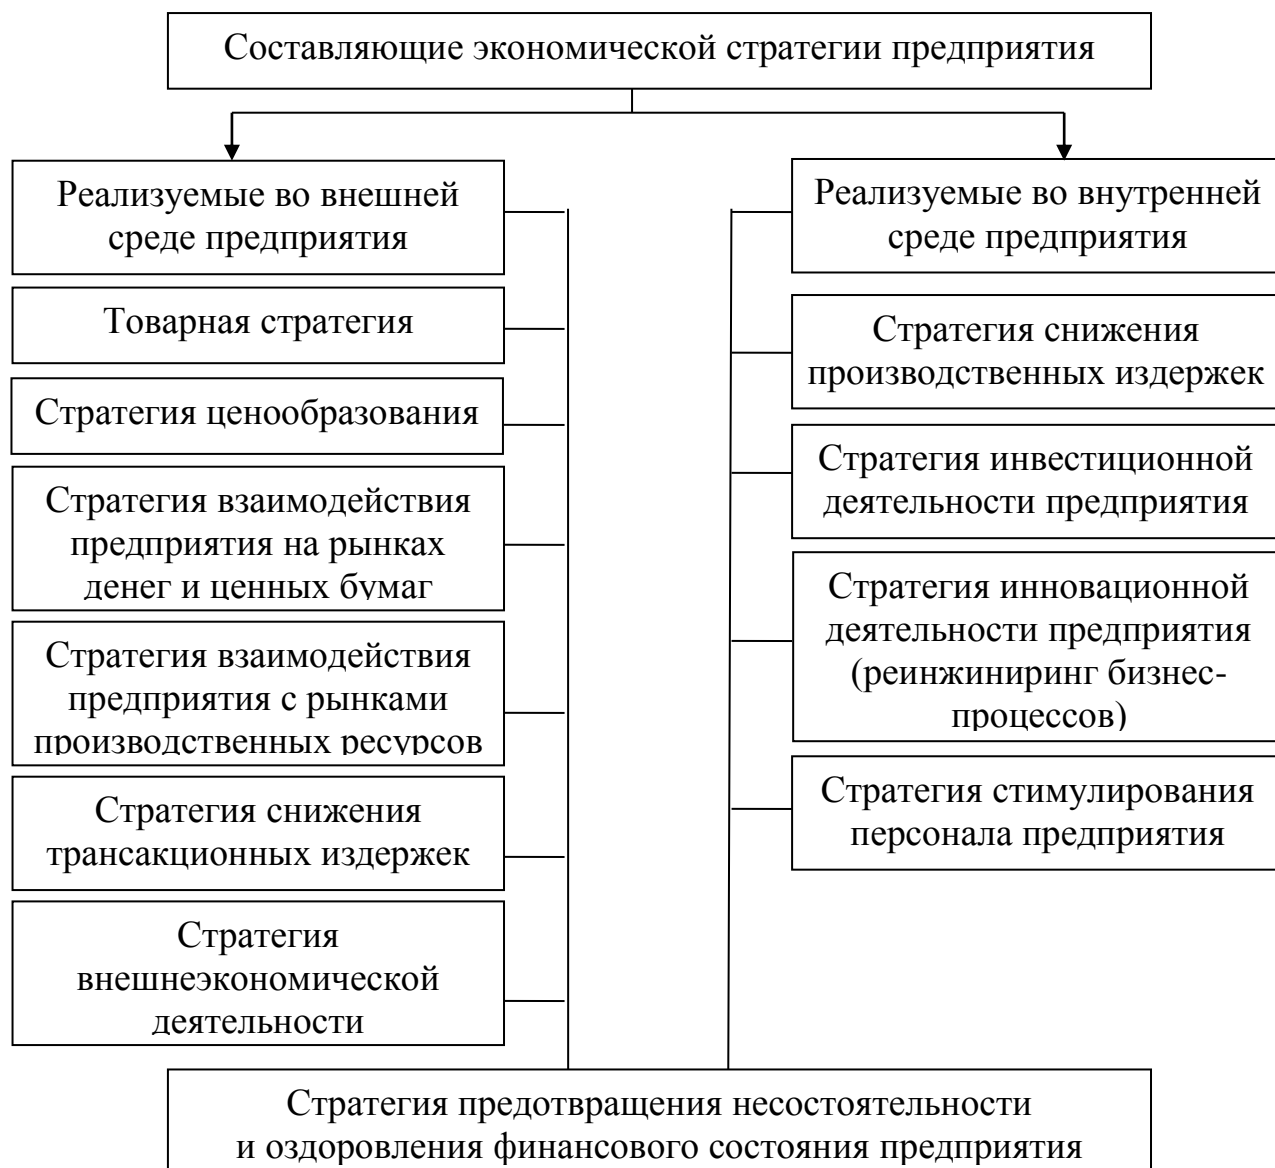 Составляющие экономической стратегии предприятия
Реализуемые во внешней
среде предприятия
Товарная стратегия
Стратегия ценообразования
Стратегия взаимодействия
предприятия на рынках
денег и ценных бумаг
Стратегия взаимодействия
предприятия с рынками
производственных ресурсов
Стратегия снижения
трансакционных издержек
Стратегия
внешнеэкономической
деятельности
Реализуемые во внутренней
среде предприятия
Стратегия снижения
производственных издержек
Стратегия инвестиционной
деятельности предприятия
Стратегия инновационной
деятельности предприятия
(реинжиниринг бизнес-
процессов)
Стратегия стимулирования
персонала предприятия
Стратегия предотвращения несостоятельности
и оздоровления финансового состояния предприятия